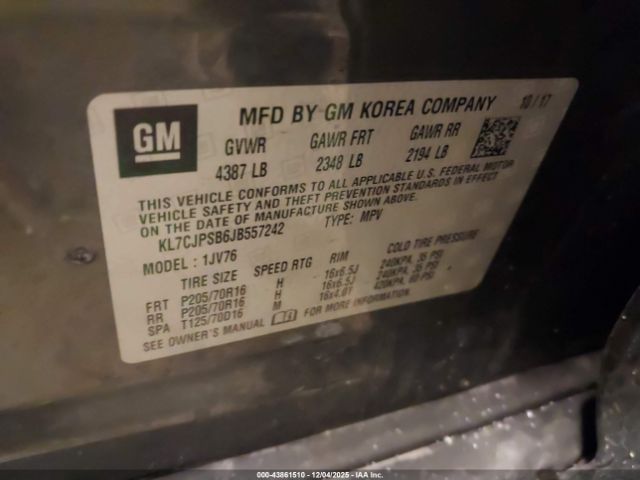 GM
MFD BY GM KOREA COMPANY 10/17
GVWR GAWR FRT GAWR RR
4387 LB 2348 LB 2194 LB
THIS VEHICLE CONFORMS TO ALL APPLICABLE U.S. FEDERAL MOTOR
VEHICLE SAFETY AND THEFT PREVENTION STANDARDS IN EFFECT
ON THE DATE OF MANUFACTURE SHOWN ABOVE.
KL7CJPSB6JB557242 TYPE: MPV
MODEL: 1JV76
TIRE SIZE SPEED RTG RIM COLD TIRE PRESSURE
FRT P205/70R16 H 16x6.5J 240KPA, 35 PSI
RR P205/70R16 H 16x6.5J 240KPA, 35 PSI
SPA T125/70D16 M 16x4.0T 420KPA, 60 PSI
SEE OWNER'S MANUAL FOR MORE INFORMATION.
000-43861510 - 12/04/2025 - IAA Inc.